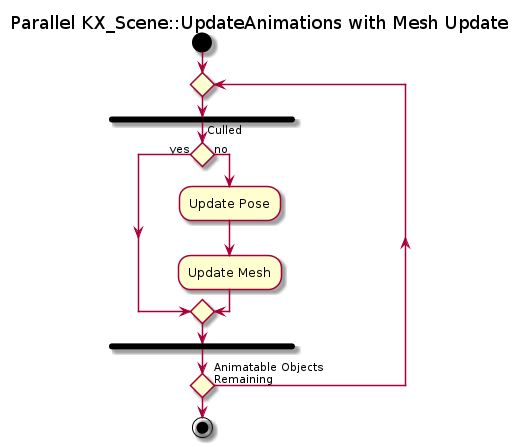 Parallel KX_Scene::UpdateAnimations with Mesh Update
Culled
yes
no
Update Pose
Update Mesh
Animatable Objects
Remaining